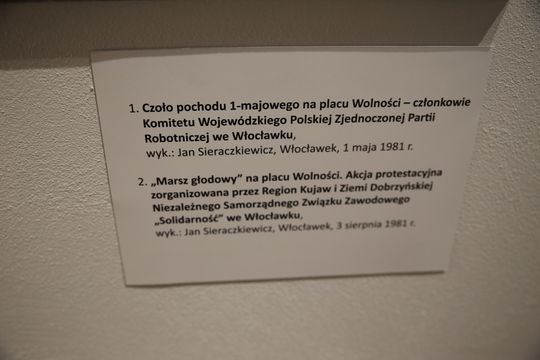 1. Czoło pochodu 1-majowego na placu Wolności – członkowie
Komitetu Wojewódzkiego Polskiej Zjednoczonej Partii
Robotniczej we Włocławku,
wyk.: Jan Sieraczkiewicz, Włocławek, 1 maja 1981 r.
2. „Marsz głodowy” na placu Wolności. Akcja protestacyjna
zorganizowana przez Region Kujaw i Ziemi Dobrzyńskiej
Niezależnego Samorządnego Związku Zawodowego
„Solidarność” we Włocławku,
wyk.: Jan Sieraczkiewicz, Włocławek, 3 sierpnia 1981 r.